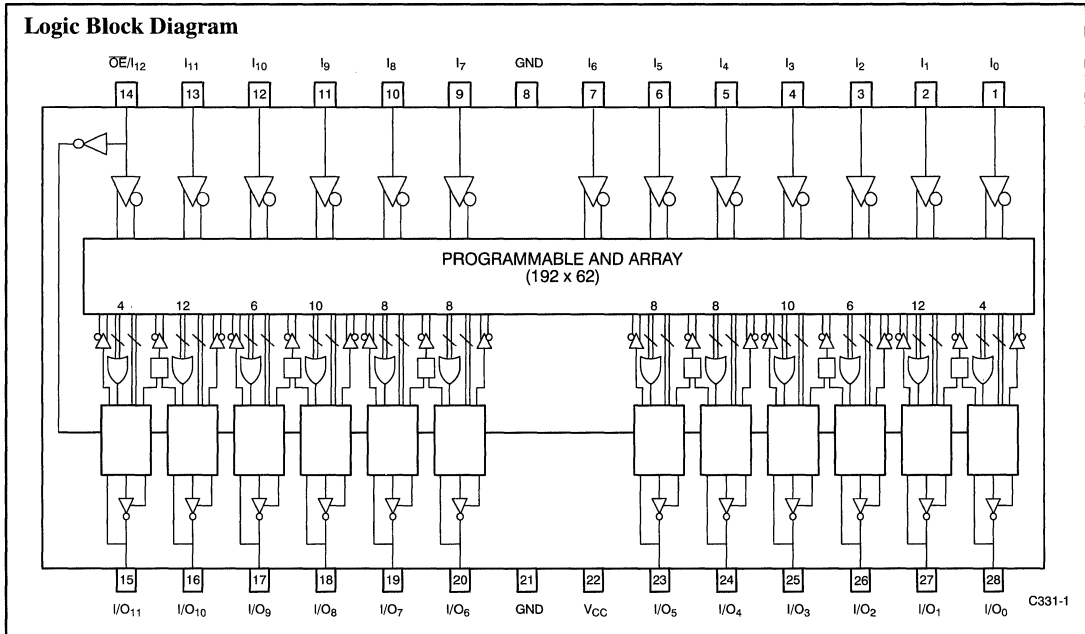 Logic Block Diagram
OE/I12 I11 I10 I9 I8 I7 GND I6 I5 I4 I3 I2 I1 I0
14 13 12 11 10 9 8 7 6 5 4 3 2 1
PROGRAMMABLE AND ARRAY
(192 x 62)
4 12 6 10 8 8 8 8 10 6 12 4
15 16 17 18 19 20 21 22 23 24 25 26 27 28
I/O11 I/O10 I/O9 I/O8 I/O7 I/O6 GND VCC I/O5 I/O4 I/O3 I/O2 I/O1 I/O0
C331-1